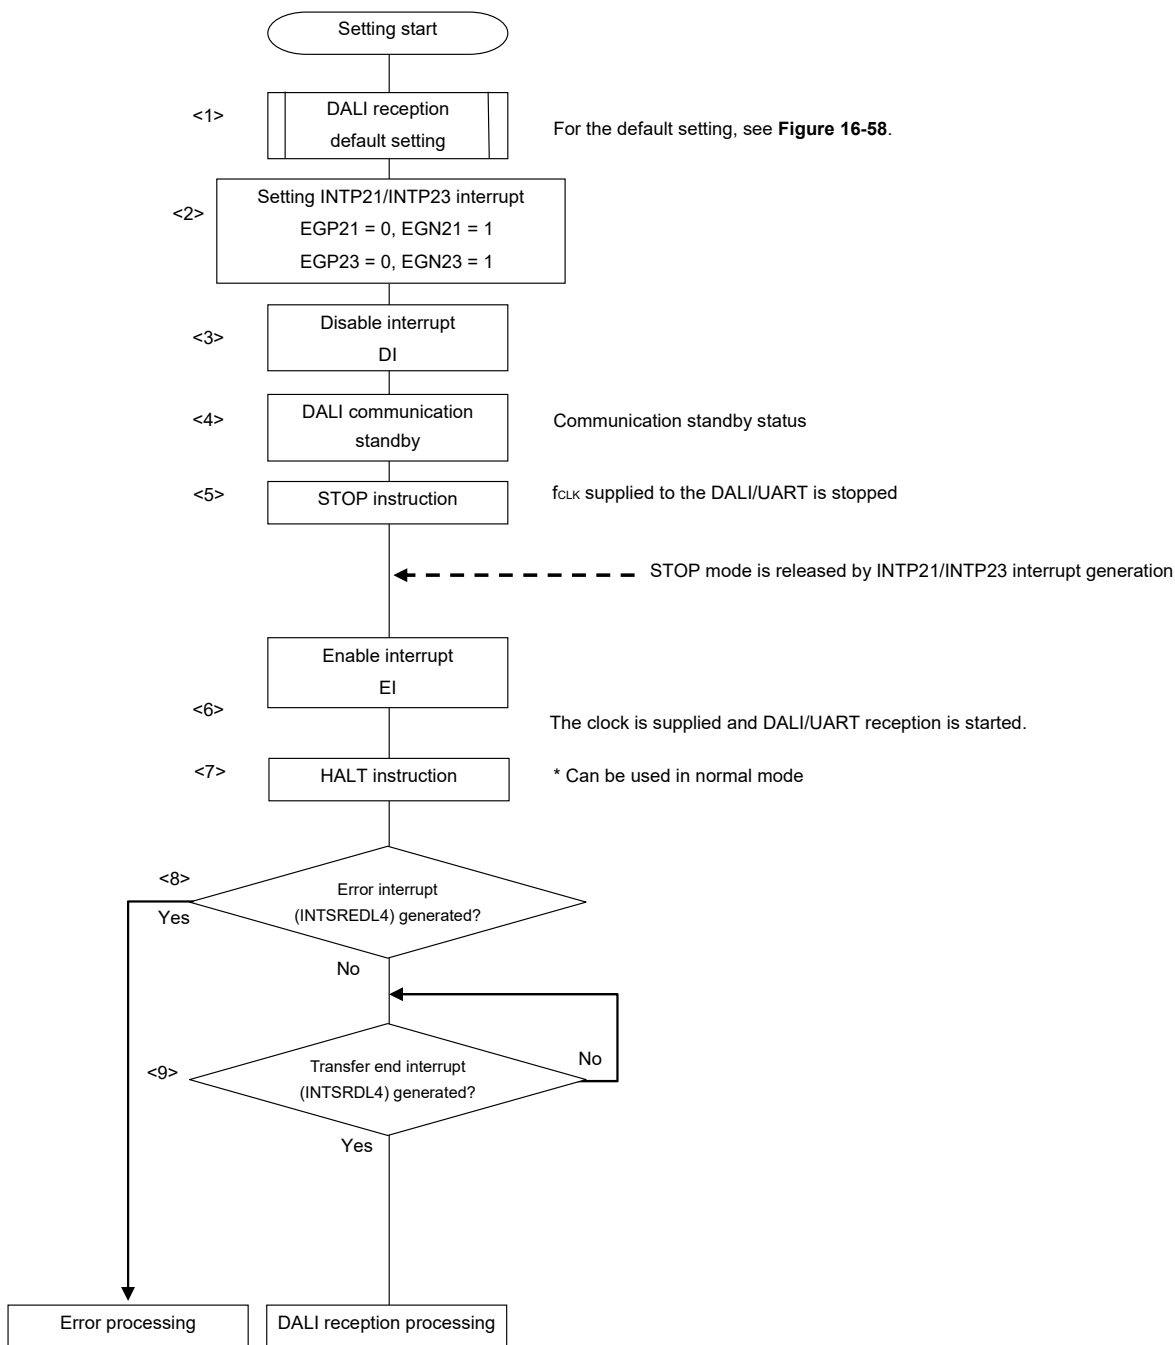 Setting start
<1>
DALI reception
default setting
For the default setting, see Figure 16-58.
<2>
Setting INTP21/INTP23 interrupt
EGP21 = 0, EGN21 = 1
EGP23 = 0, EGN23 = 1
<3>
Disable interrupt
DI
<4>
DALI communication
standby
Communication standby status
<5>
STOP instruction
fCLK supplied to the DALI/UART is stopped
STOP mode is released by INTP21/INTP23 interrupt generation
Enable interrupt
EI
<6>
The clock is supplied and DALI/UART reception is started.
<7>
HALT instruction
* Can be used in normal mode
<8>
Error interrupt
(INTSREDL4) generated?
Yes
No
<9>
Transfer end interrupt
(INTSRDL4) generated?
No
Yes
Error processing
DALI reception processing